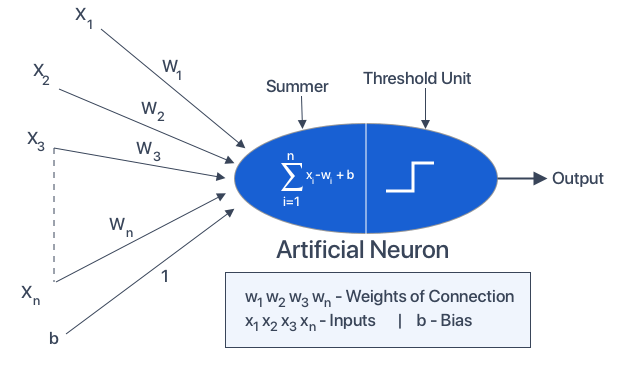 X1
X2
X3
Xn
b
W1
W2
W3
Wn
1
Summer
Threshold Unit
n
∑ xi-wi + b
i=1
Output
Artificial Neuron
w1 w2 w3 wn - Weights of Connection
x1 x2 x3 xn - Inputs | b - Bias